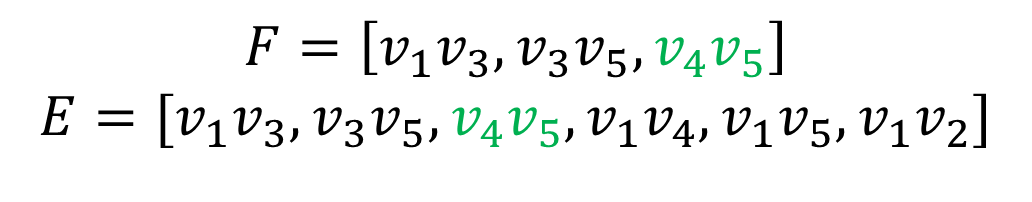 F = [v₁v₃, v₃v₅, v₄v₅]
E = [v₁v₃, v₃v₅, v₄v₅, v₁v₄, v₁v₅, v₁v₂]